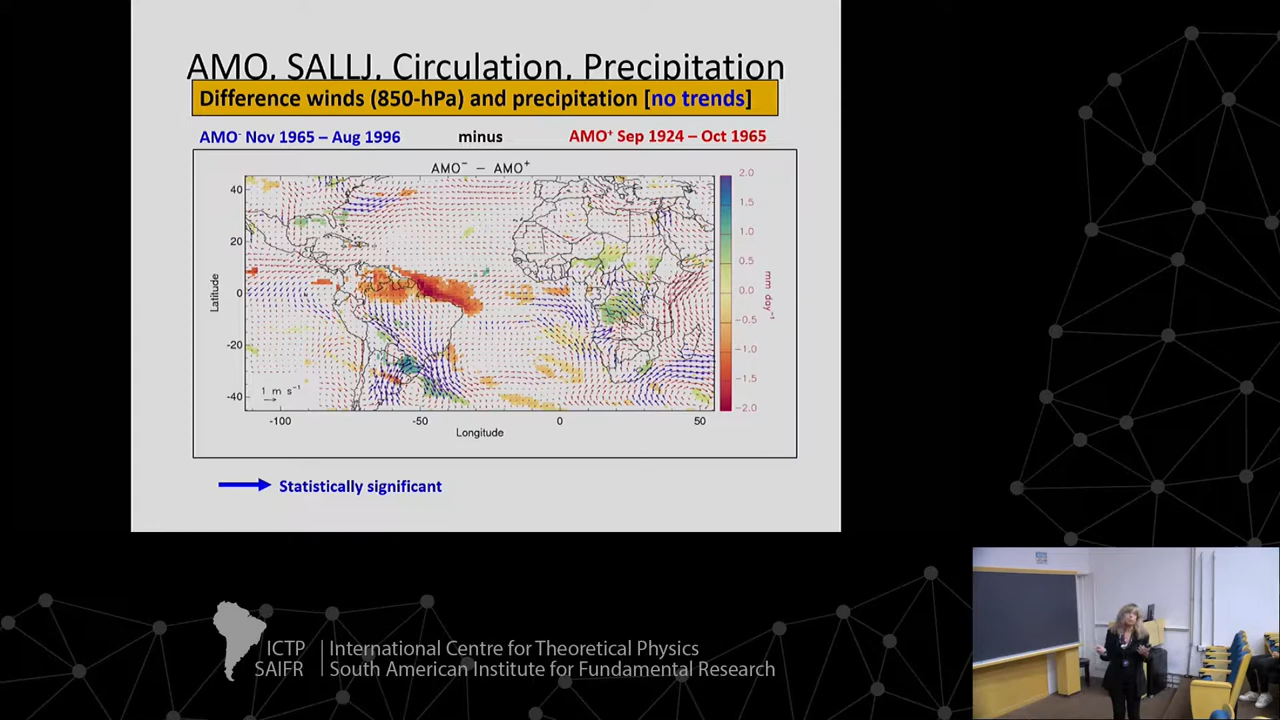 AMO, SALLJ, Circulation, Precipitation
Difference winds (850-hPa) and precipitation [no trends]
AMO- Nov 1965 – Aug 1996 minus AMO+ Sep 1924 – Oct 1965
AMO⁻ – AMO⁺
40
20
0
-20
-40
Latitude
1 m s⁻¹
-100
-50
0
50
Longitude
2.0
1.5
1.0
0.5
0.0
-0.5
-1.0
-1.5
-2.0
mm day⁻¹
Statistically significant
ICTP
SAIFR
International Centre for Theoretical Physics
South American Institute for Fundamental Research